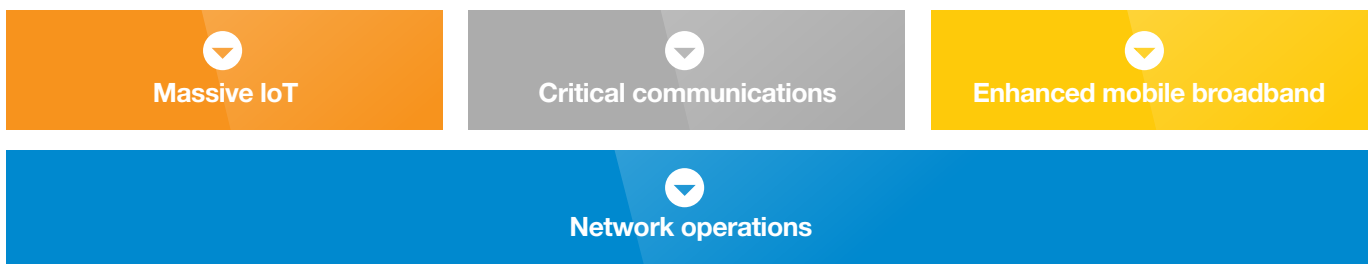 Massive IoT
Critical communications
Enhanced mobile broadband
Network operations